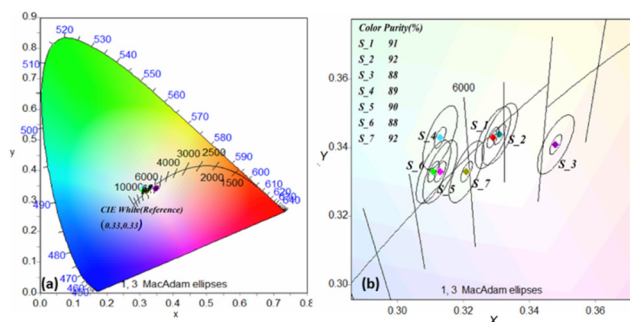 0.9
0.8
0.7
0.6
0.5
0.4
0.3
0.2
0.1
0.0
y
520
530
540
510
550
560
570
500
580
590
600
610
620
630
640
490
480
470
460
450
3000
2500
4000
6000
10000
2000
1500
CIE White(Reference)
(0.33,0.33)
(a)
1, 3 MacAdam ellipses
0.0 0.1 0.2 0.3 0.4 0.5 0.6 0.7 0.8
x
Color Purity(%)
S_1 91
S_2 92
S_3 88
S_4 89
S_5 90
S_6 88
S_7 92
0.36
0.34
0.32
0.30
Y
6000
S_1
S_2
S_4
S_3
S_6
S_5
S_7
(b)
1, 3 MacAdam ellipses
0.30 0.32 0.34 0.36
X